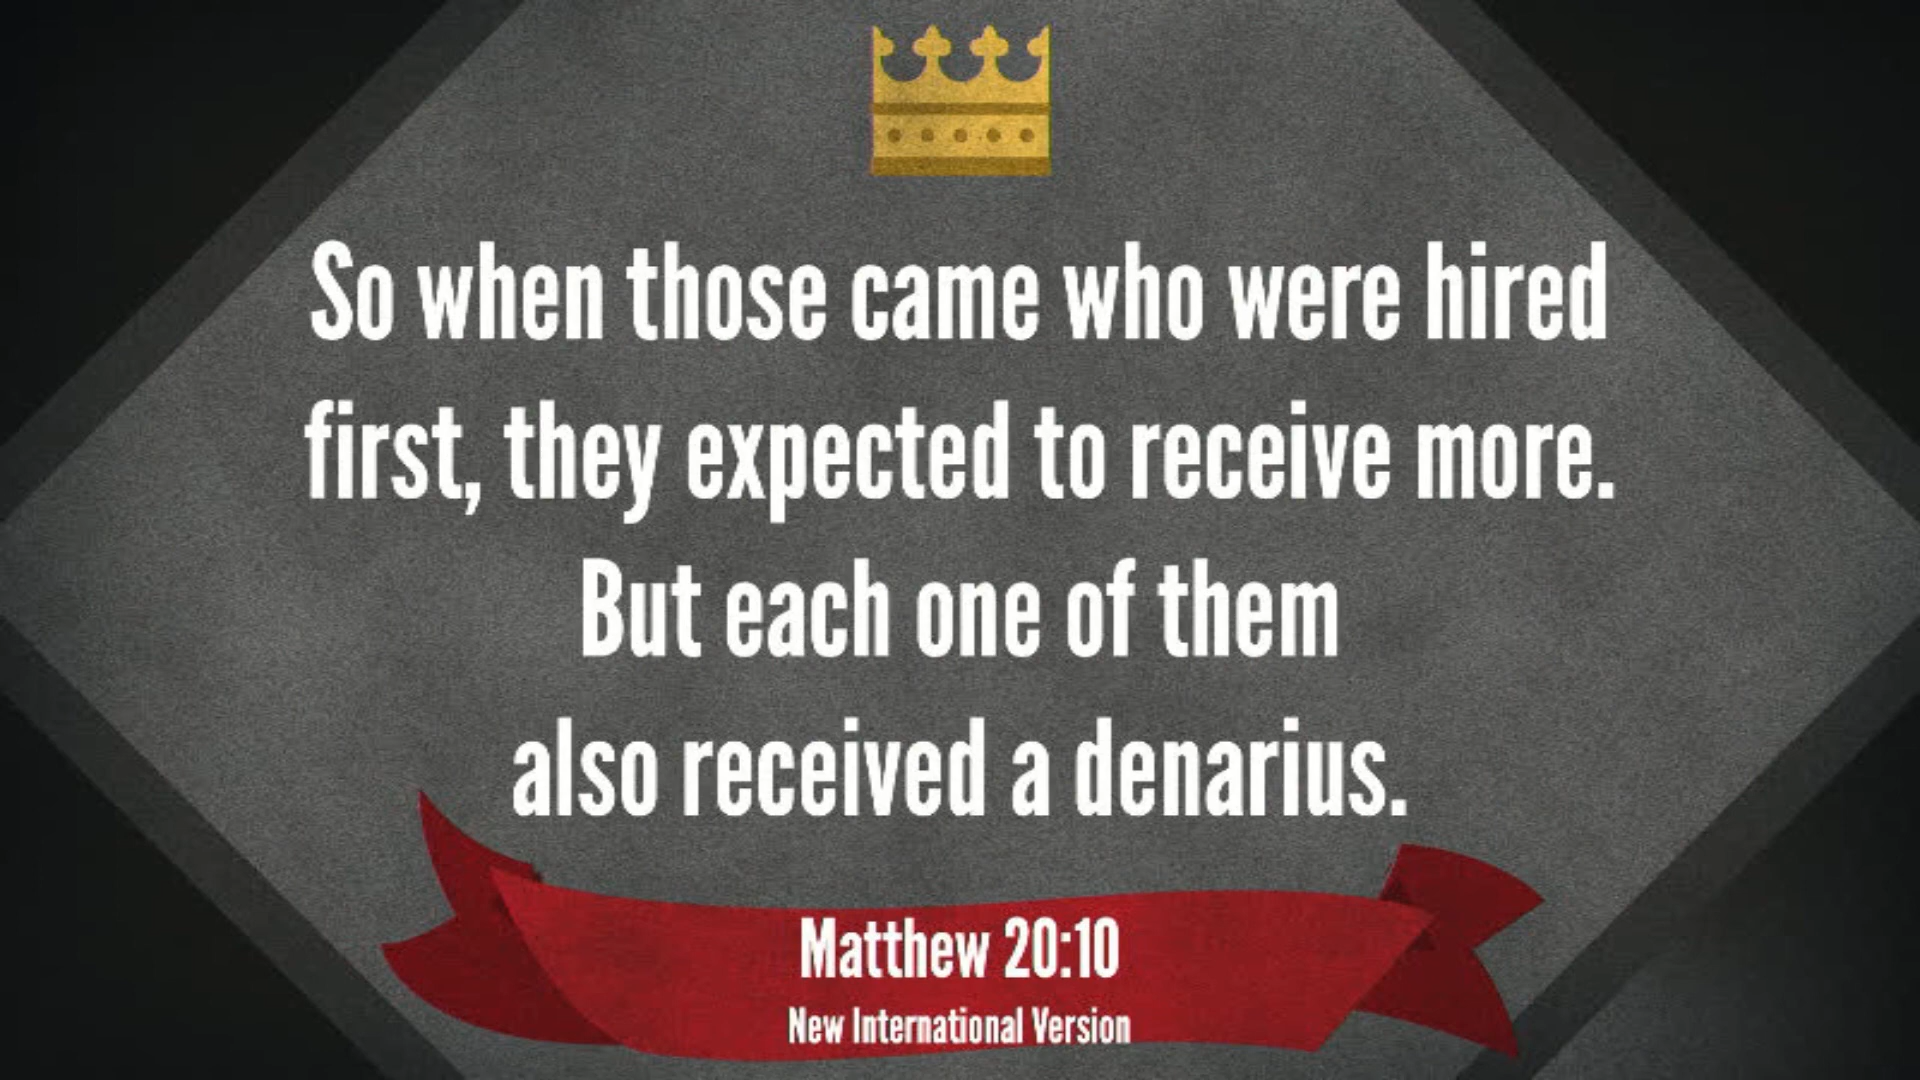 So when those came who were hired
first, they expected to receive more.
But each one of them
also received a denarius.
Matthew 20:10
New International Version